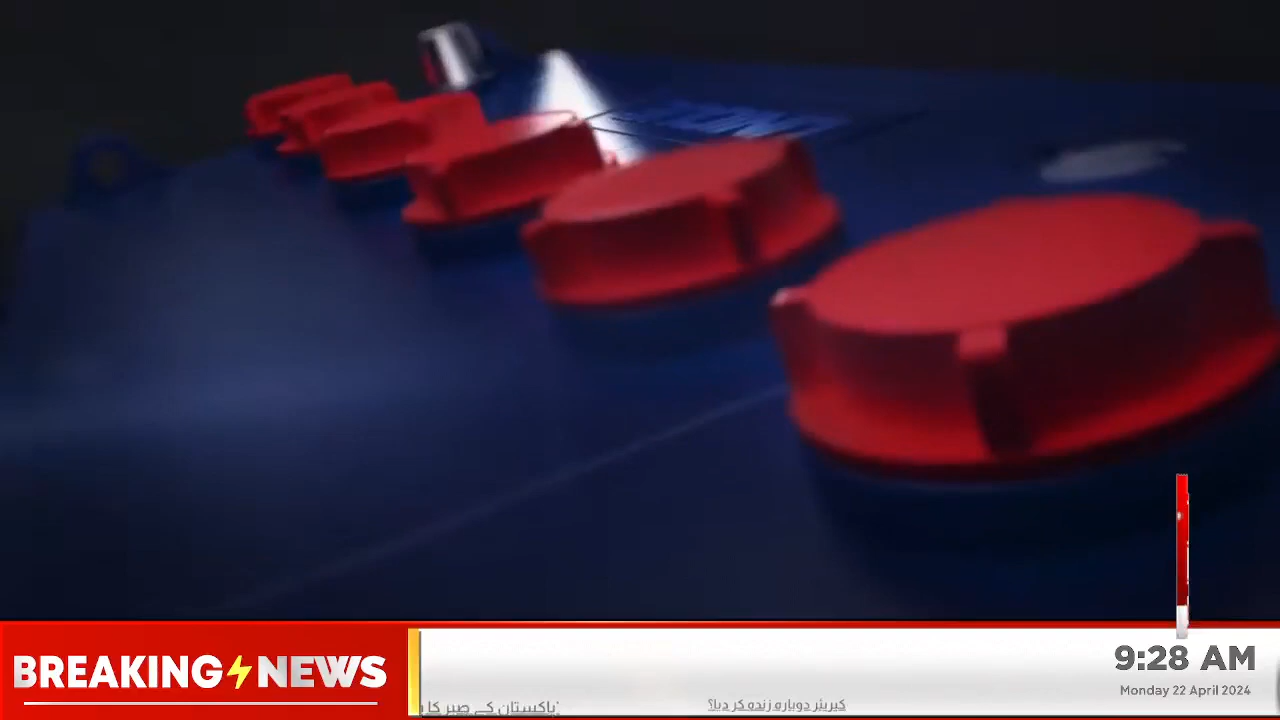 BREAKING NEWS
9:28 AM
Monday 22 April 2024
کیریئر دوبارہ زندہ کر دیا؟
پاکستان کے صبر کا